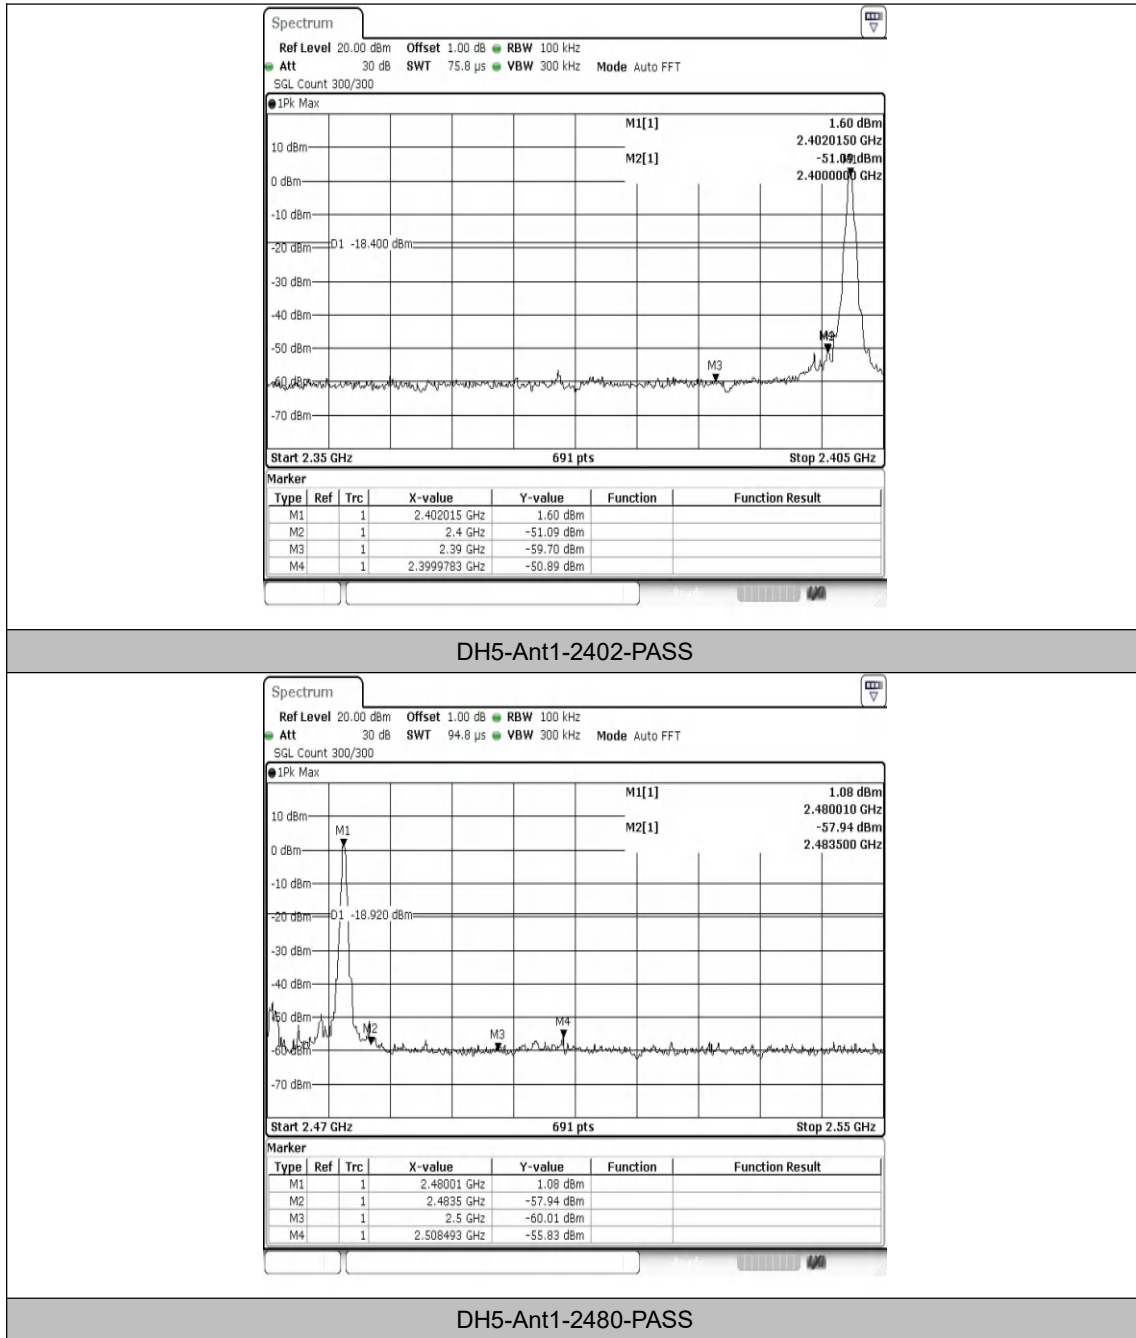 Spectrum
Ref Level 20.00 dBm Offset 1.00 dB RBW 100 kHz
Att 30 dB SWT 75.8 µs VBW 300 kHz Mode Auto FFT
SGL Count 300/300
1Pk Max
M1[1] 1.60 dBm
2.4020150 GHz
10 dBm
M2[1] -51.09 dBm
M1
0 dBm 2.4000000 GHz
-10 dBm
-20 dBm D1 -18.400 dBm
-30 dBm
-40 dBm
M2
-50 dBm
M3
-60 dBm
-70 dBm
Start 2.35 GHz 691 pts Stop 2.405 GHz
Marker
Type Ref Trc X-value Y-value Function Function Result
M1 1 2.402015 GHz 1.60 dBm
M2 1 2.4 GHz -51.09 dBm
M3 1 2.39 GHz -59.70 dBm
M4 1 2.3999783 GHz -50.89 dBm
DH5-Ant1-2402-PASS
Spectrum
Ref Level 20.00 dBm Offset 1.00 dB RBW 100 kHz
Att 30 dB SWT 94.8 µs VBW 300 kHz Mode Auto FFT
SGL Count 300/300
1Pk Max
M1[1] 1.08 dBm
2.480010 GHz
10 dBm
M2[1] -57.94 dBm
M1
0 dBm 2.483500 GHz
-10 dBm
-20 dBm D1 -18.920 dBm
-30 dBm
-40 dBm
-50 dBm
M2 M3 M4
-60 dBm
-70 dBm
Start 2.47 GHz 691 pts Stop 2.55 GHz
Marker
Type Ref Trc X-value Y-value Function Function Result
M1 1 2.48001 GHz 1.08 dBm
M2 1 2.4835 GHz -57.94 dBm
M3 1 2.5 GHz -60.01 dBm
M4 1 2.508493 GHz -55.83 dBm
DH5-Ant1-2480-PASS